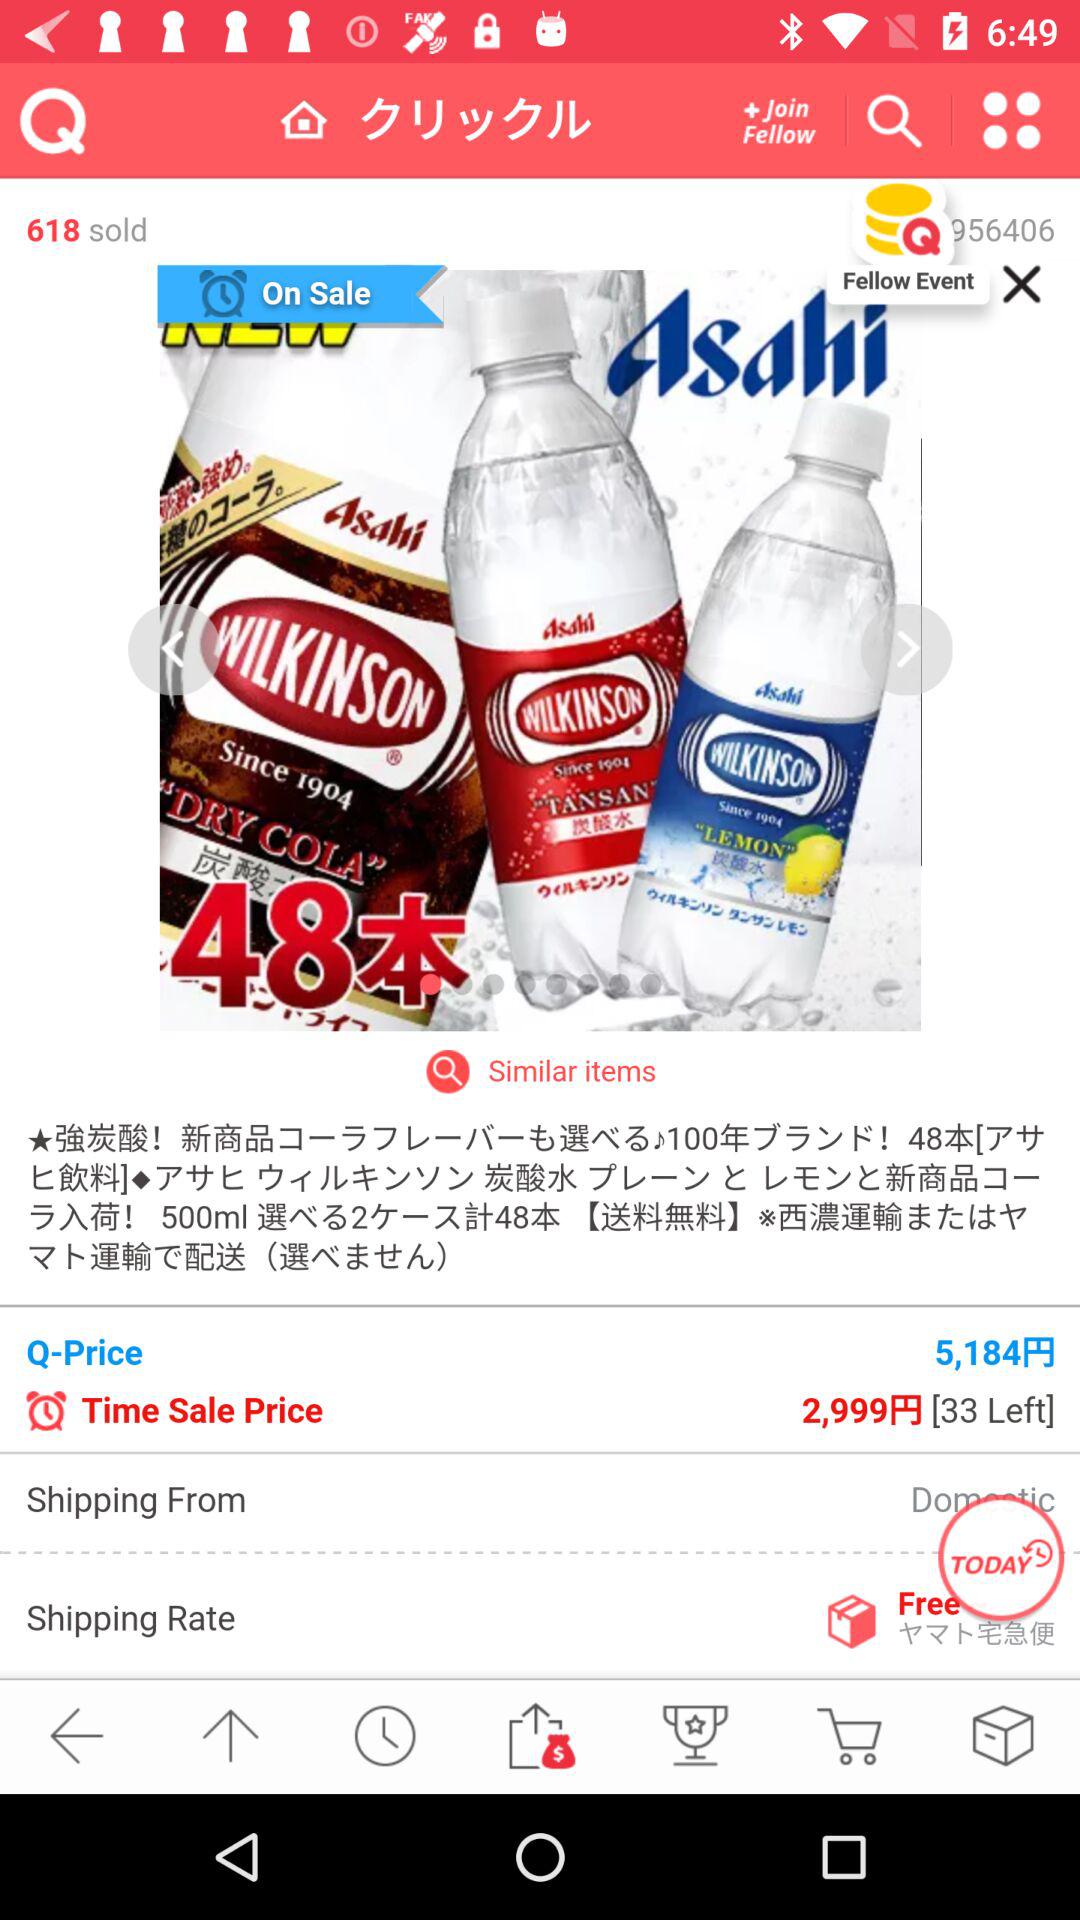 FAKE
6:49
クリックル
+ Join
Fellow
618 sold
956406
Fellow Event
On Sale
NEW
Asahi
強め。
糖のコーラ。
Asahi
WILKINSON
®
Since 1904
"DRY COLA"
炭酸
48本
Asahi
WILKINSON
Since 1904
"TANSAN"
炭酸水
ウィルキンソン
Asahi
WILKINSON
Since 1904
"LEMON"
炭酸水
ウィルキンソン タンサン レモン
Similar items
★強炭酸！新商品コーラフレーバーも選べる♪100年ブランド！48本[アサ
ヒ飲料]◆アサヒ ウィルキンソン 炭酸水 プレーン と レモンと新商品コー
ラ入荷！ 500ml 選べる2ケース計48本 【送料無料】※西濃運輸またはヤ
マト運輸で配送（選べません）
Q-Price 5,184円
Time Sale Price 2,999円 [33 Left]
Shipping From Domestic
TODAY
Shipping Rate Free
ヤマト宅急便